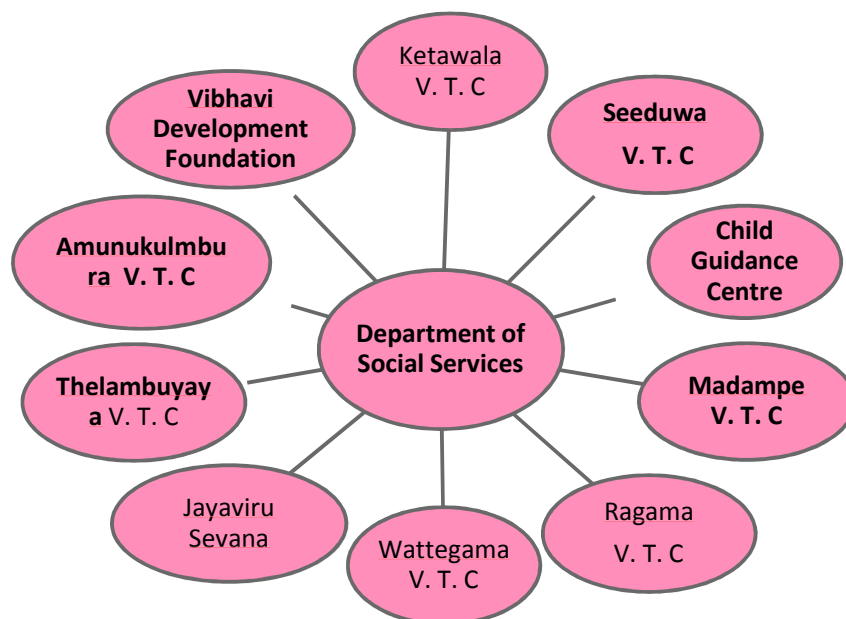 Ketawala
V. T. C
Vibhavi
Development
Foundation
Seeduwa
V. T. C
Amunukulmbu
ra V. T. C
Child
Guidance
Centre
Department of
Social Services
Thelambuyay
a V. T. C
Madampe
V. T. C
Jayaviru
Sevana
Wattegama
V. T. C
Ragama
V. T. C